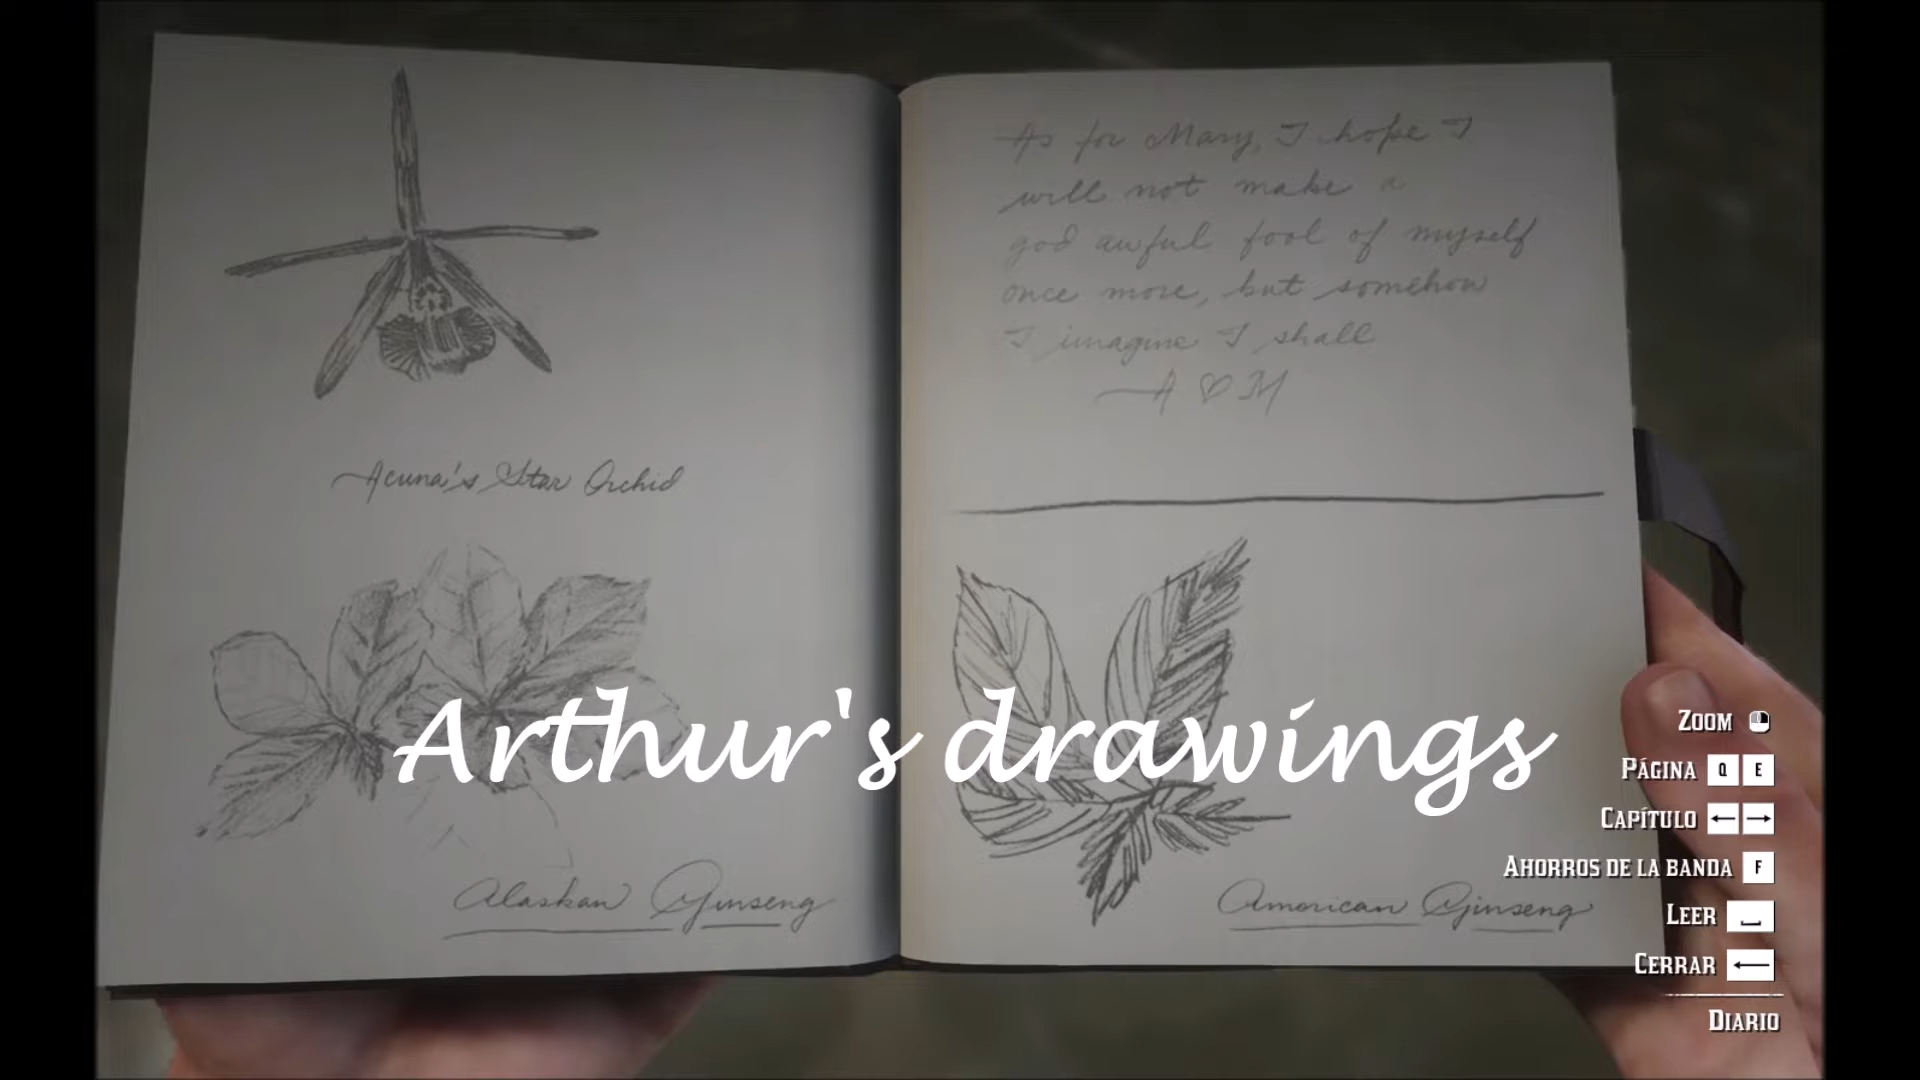 Acuna's Star Orchid
Alaskan Ginseng
As for Mary, I hope I
will not make a
god awful fool of myself
once more, but somehow
I imagine I shall
A ♡ M
American Ginseng
Arthur's drawings
ZOOM
PÁGINA Q E
CAPÍTULO ← →
AHORROS DE LA BANDA F
LEER
CERRAR ←
DIARIO